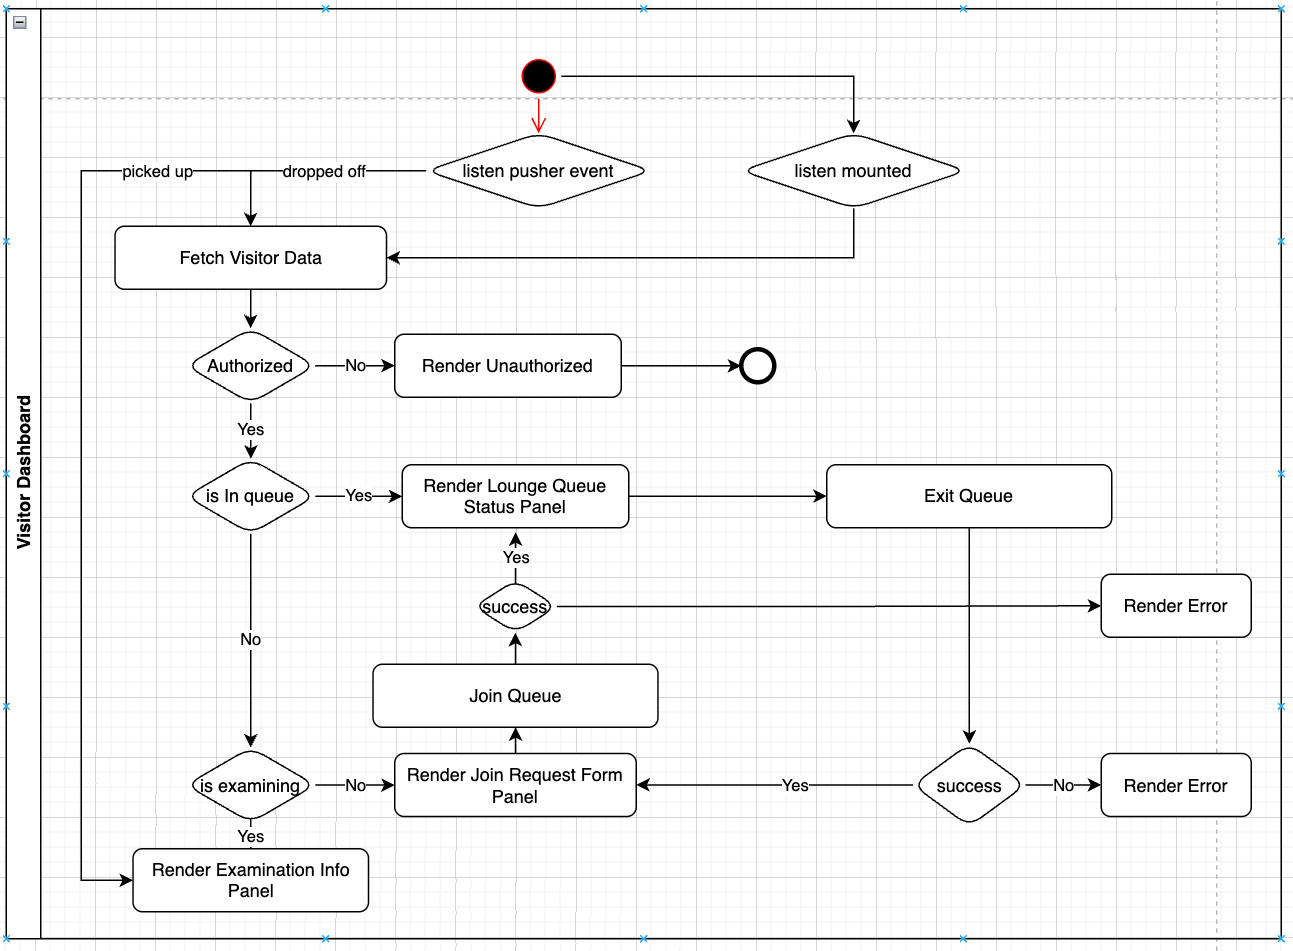 Visitor Dashboard
picked up
dropped off
listen pusher event
listen mounted
Fetch Visitor Data
Authorized
No
Render Unauthorized
Yes
is In queue
Yes
Render Lounge Queue
Status Panel
Exit Queue
Yes
success
Render Error
No
Join Queue
is examining
No
Render Join Request Form
Panel
Yes
success
No
Render Error
Yes
Render Examination Info
Panel